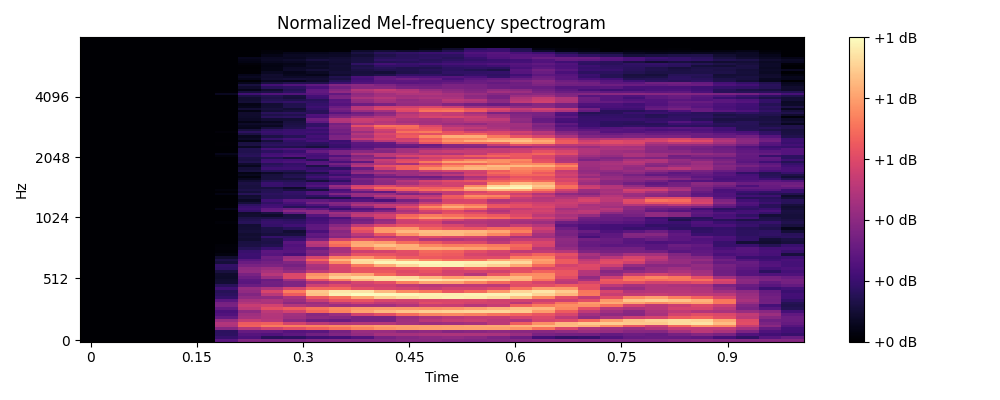 Normalized Mel-frequency spectrogram
Hz
4096
2048
1024
512
0
0 0.15 0.3 0.45 0.6 0.75 0.9
Time
+1 dB
+1 dB
+1 dB
+0 dB
+0 dB
+0 dB